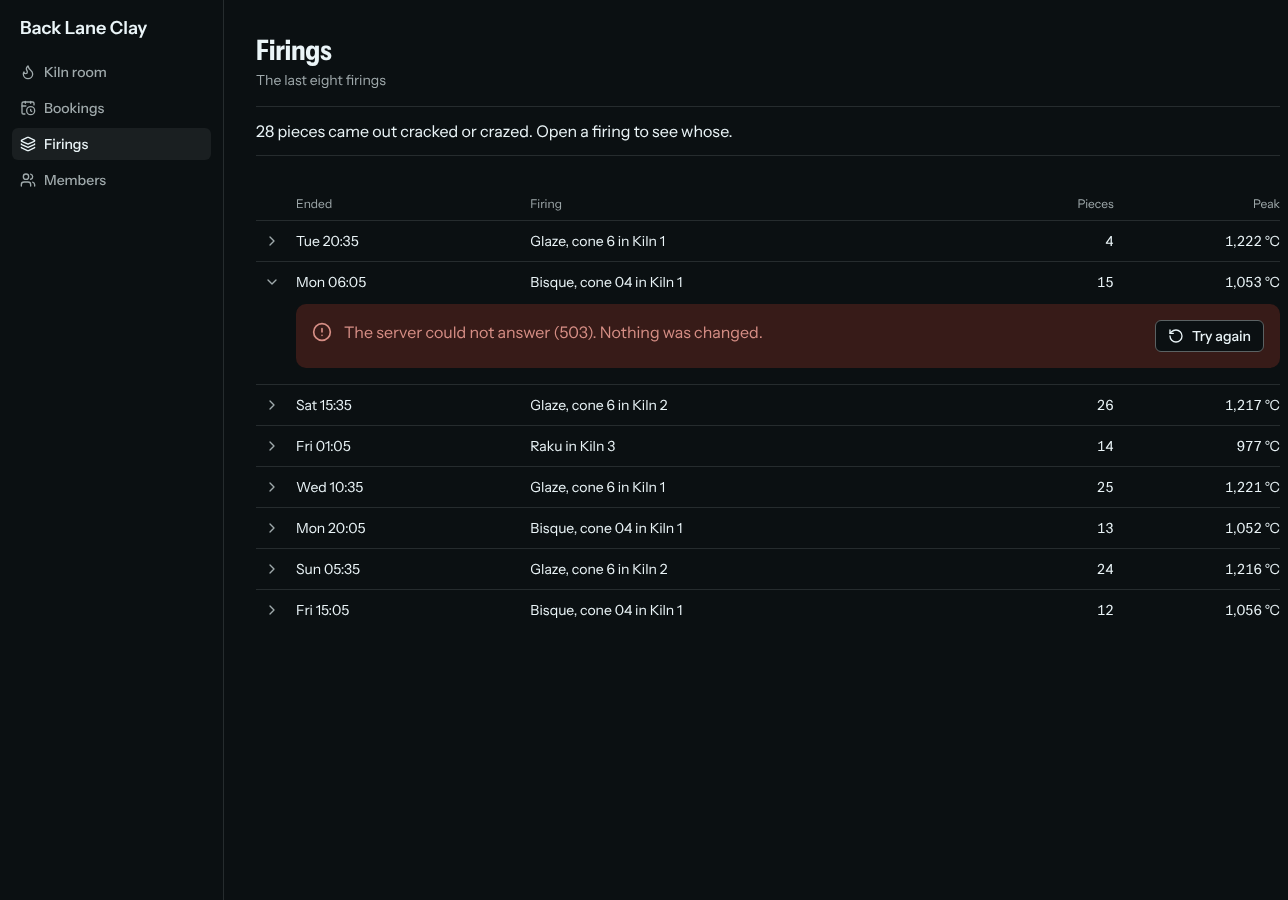 Back Lane Clay
Kiln room
Bookings
Firings
Members
Firings
The last eight firings
28 pieces came out cracked or crazed. Open a firing to see whose.
Ended Firing Pieces Peak
Tue 20:35 Glaze, cone 6 in Kiln 1 4 1,222 °C
Mon 06:05 Bisque, cone 04 in Kiln 1 15 1,053 °C
The server could not answer (503). Nothing was changed. Try again
Sat 15:35 Glaze, cone 6 in Kiln 2 26 1,217 °C
Fri 01:05 Raku in Kiln 3 14 977 °C
Wed 10:35 Glaze, cone 6 in Kiln 1 25 1,221 °C
Mon 20:05 Bisque, cone 04 in Kiln 1 13 1,052 °C
Sun 05:35 Glaze, cone 6 in Kiln 2 24 1,216 °C
Fri 15:05 Bisque, cone 04 in Kiln 1 12 1,056 °C